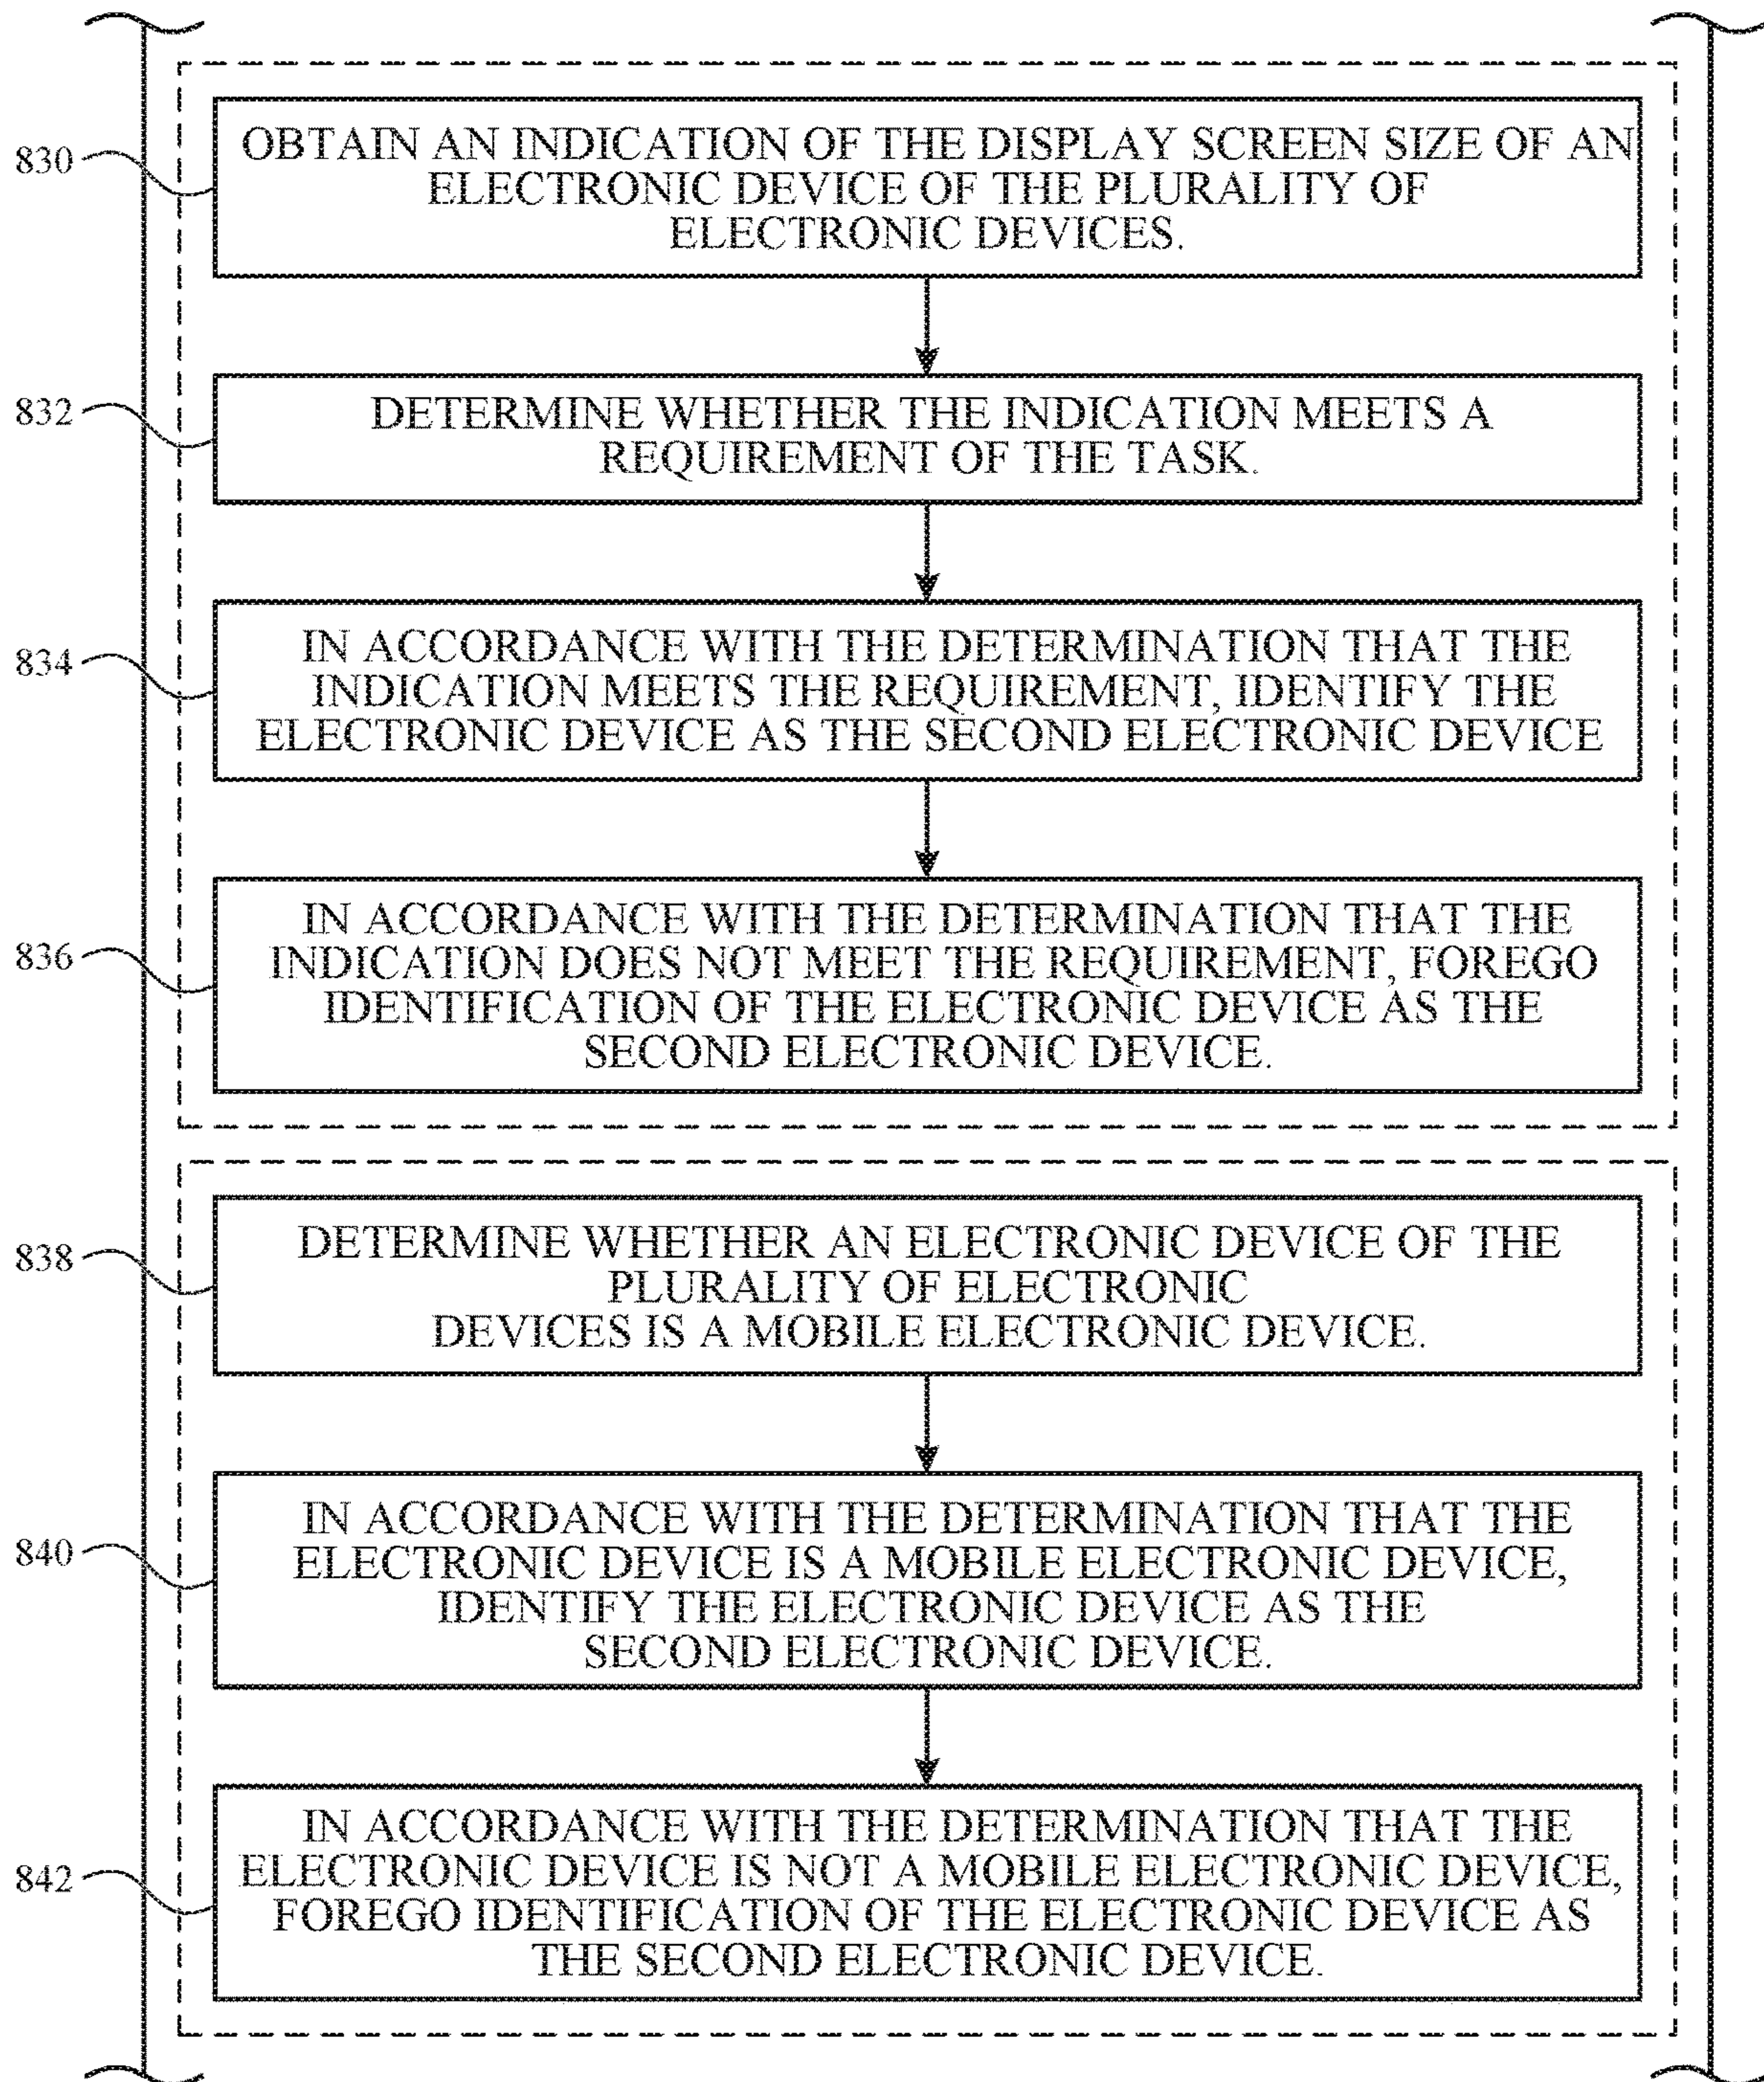 830
OBTAIN AN INDICATION OF THE DISPLAY SCREEN SIZE OF AN
ELECTRONIC DEVICE OF THE PLURALITY OF
ELECTRONIC DEVICES.
832
DETERMINE WHETHER THE INDICATION MEETS A
REQUIREMENT OF THE TASK.
834
IN ACCORDANCE WITH THE DETERMINATION THAT THE
INDICATION MEETS THE REQUIREMENT, IDENTIFY THE
ELECTRONIC DEVICE AS THE SECOND ELECTRONIC DEVICE
836
IN ACCORDANCE WITH THE DETERMINATION THAT THE
INDICATION DOES NOT MEET THE REQUIREMENT, FOREGO
IDENTIFICATION OF THE ELECTRONIC DEVICE AS THE
SECOND ELECTRONIC DEVICE.
838
DETERMINE WHETHER AN ELECTRONIC DEVICE OF THE
PLURALITY OF ELECTRONIC
DEVICES IS A MOBILE ELECTRONIC DEVICE.
840
IN ACCORDANCE WITH THE DETERMINATION THAT THE
ELECTRONIC DEVICE IS A MOBILE ELECTRONIC DEVICE,
IDENTIFY THE ELECTRONIC DEVICE AS THE
SECOND ELECTRONIC DEVICE.
842
IN ACCORDANCE WITH THE DETERMINATION THAT THE
ELECTRONIC DEVICE IS NOT A MOBILE ELECTRONIC DEVICE,
FOREGO IDENTIFICATION OF THE ELECTRONIC DEVICE AS
THE SECOND ELECTRONIC DEVICE.